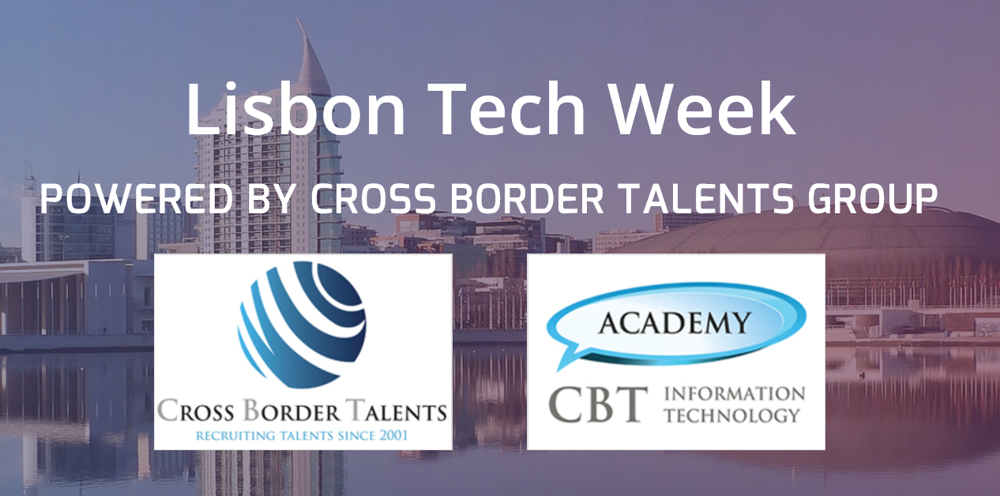 Lisbon Tech Week
POWERED BY CROSS BORDER TALENTS GROUP
CROSS BORDER TALENTS
RECRUITING TALENTS SINCE 2001
ACADEMY
CBT INFORMATION
TECHNOLOGY